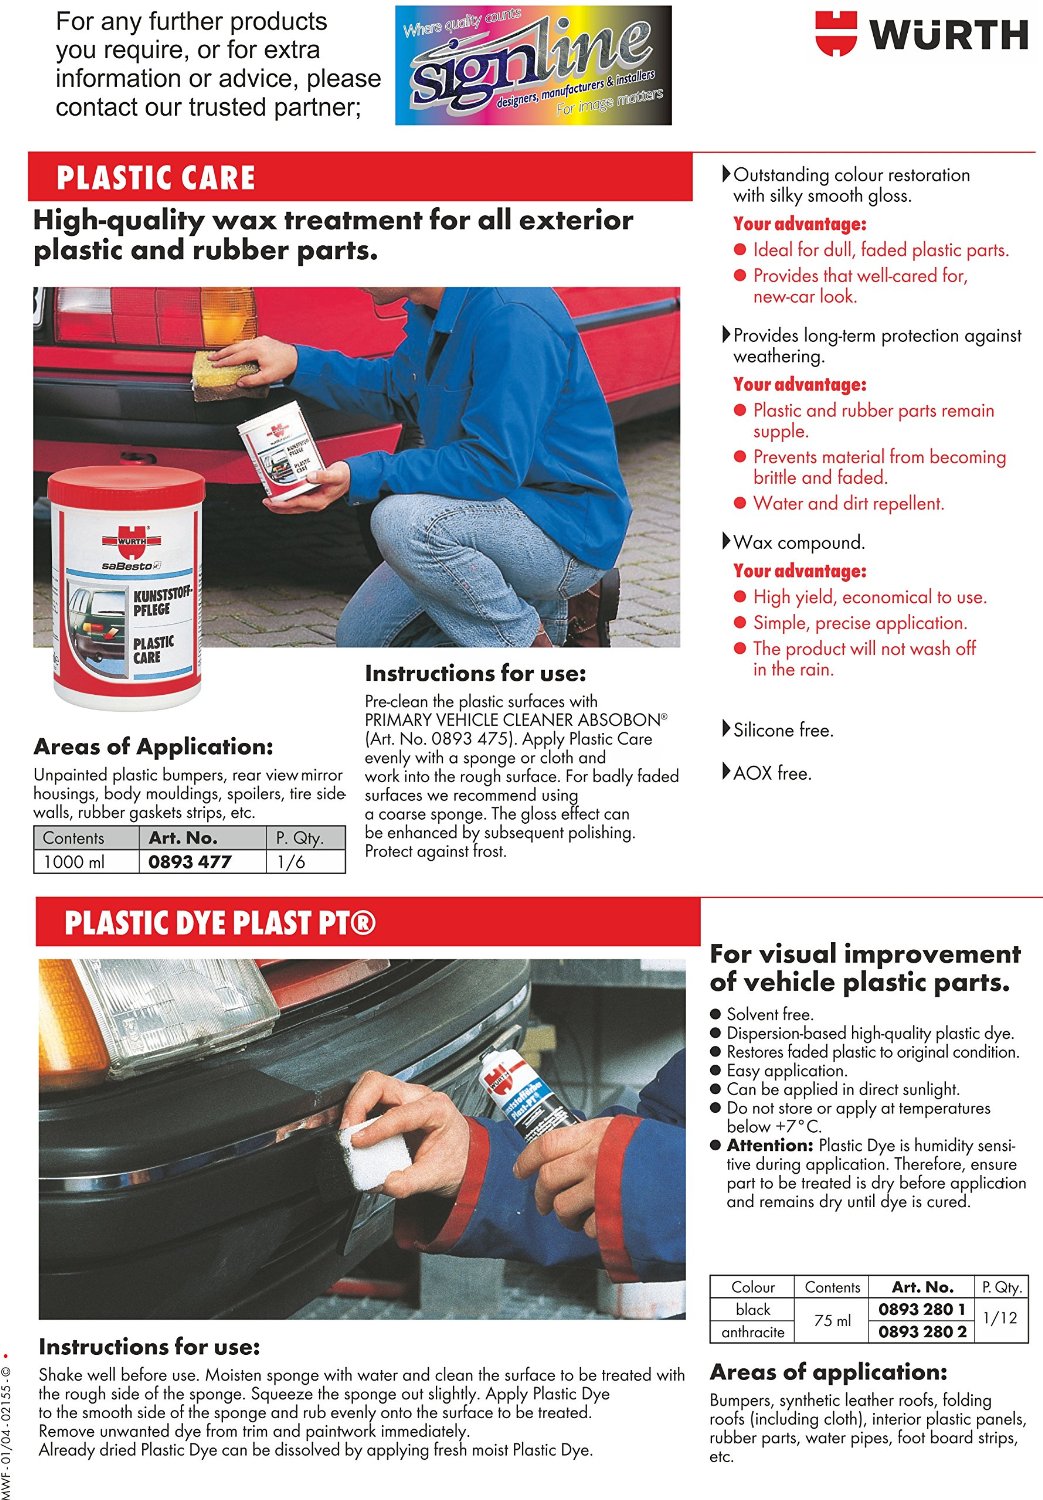 For any further products
you require, or for extra
information or advice, please
contact our trusted partner;
Where quality counts
signline
designers, manufacturers & installers
For image matters
WÜRTH
PLASTIC CARE
High-quality wax treatment for all exterior
plastic and rubber parts.
WÜRTH
KUNSTSTOFF
PFLEGE
PLASTIC
CARE
WÜRTH
saBesto
KUNSTSTOFF-
PFLEGE
PLASTIC
CARE
Areas of Application:
Unpainted plastic bumpers, rear view mirror
housings, body mouldings, spoilers, tire side
walls, rubber gaskets strips, etc.
Contents Art. No. P. Qty.
1000 ml 0893 477 1/6
Instructions for use:
Pre-clean the plastic surfaces with
PRIMARY VEHICLE CLEANER ABSOBON®
(Art. No. 0893 475). Apply Plastic Care
evenly with a sponge or cloth and
work into the rough surface. For badly faded
surfaces we recommend using
a coarse sponge. The gloss effect can
be enhanced by subsequent polishing.
Protect against frost.
Outstanding colour restoration
with silky smooth gloss.
Your advantage:
● Ideal for dull, faded plastic parts.
● Provides that well-cared for,
new-car look.
Provides long-term protection against
weathering.
Your advantage:
● Plastic and rubber parts remain
supple.
● Prevents material from becoming
brittle and faded.
● Water and dirt repellent.
Wax compound.
Your advantage:
● High yield, economical to use.
● Simple, precise application.
● The product will not wash off
in the rain.
Silicone free.
AOX free.
PLASTIC DYE PLAST PT®
WÜRTH
Plast-PT®
Instructions for use:
Shake well before use. Moisten sponge with water and clean the surface to be treated with
the rough side of the sponge. Squeeze the sponge out slightly. Apply Plastic Dye
to the smooth side of the sponge and rub evenly onto the surface to be treated.
Remove unwanted dye from trim and paintwork immediately.
Already dried Plastic Dye can be dissolved by applying fresh moist Plastic Dye.
For visual improvement
of vehicle plastic parts.
● Solvent free.
● Dispersion-based high-quality plastic dye.
● Restores faded plastic to original condition.
● Easy application.
● Can be applied in direct sunlight.
● Do not store or apply at temperatures
below +7°C.
● Attention: Plastic Dye is humidity sensi-
tive during application. Therefore, ensure
part to be treated is dry before application
and remains dry until dye is cured.
Colour Contents Art. No. P. Qty.
black 75 ml 0893 280 1 1/12
anthracite 0893 280 2
Areas of application:
Bumpers, synthetic leather roofs, folding
roofs (including cloth), interior plastic panels,
rubber parts, water pipes, foot board strips,
etc.
MWF - 01/04 - 02155 - ©